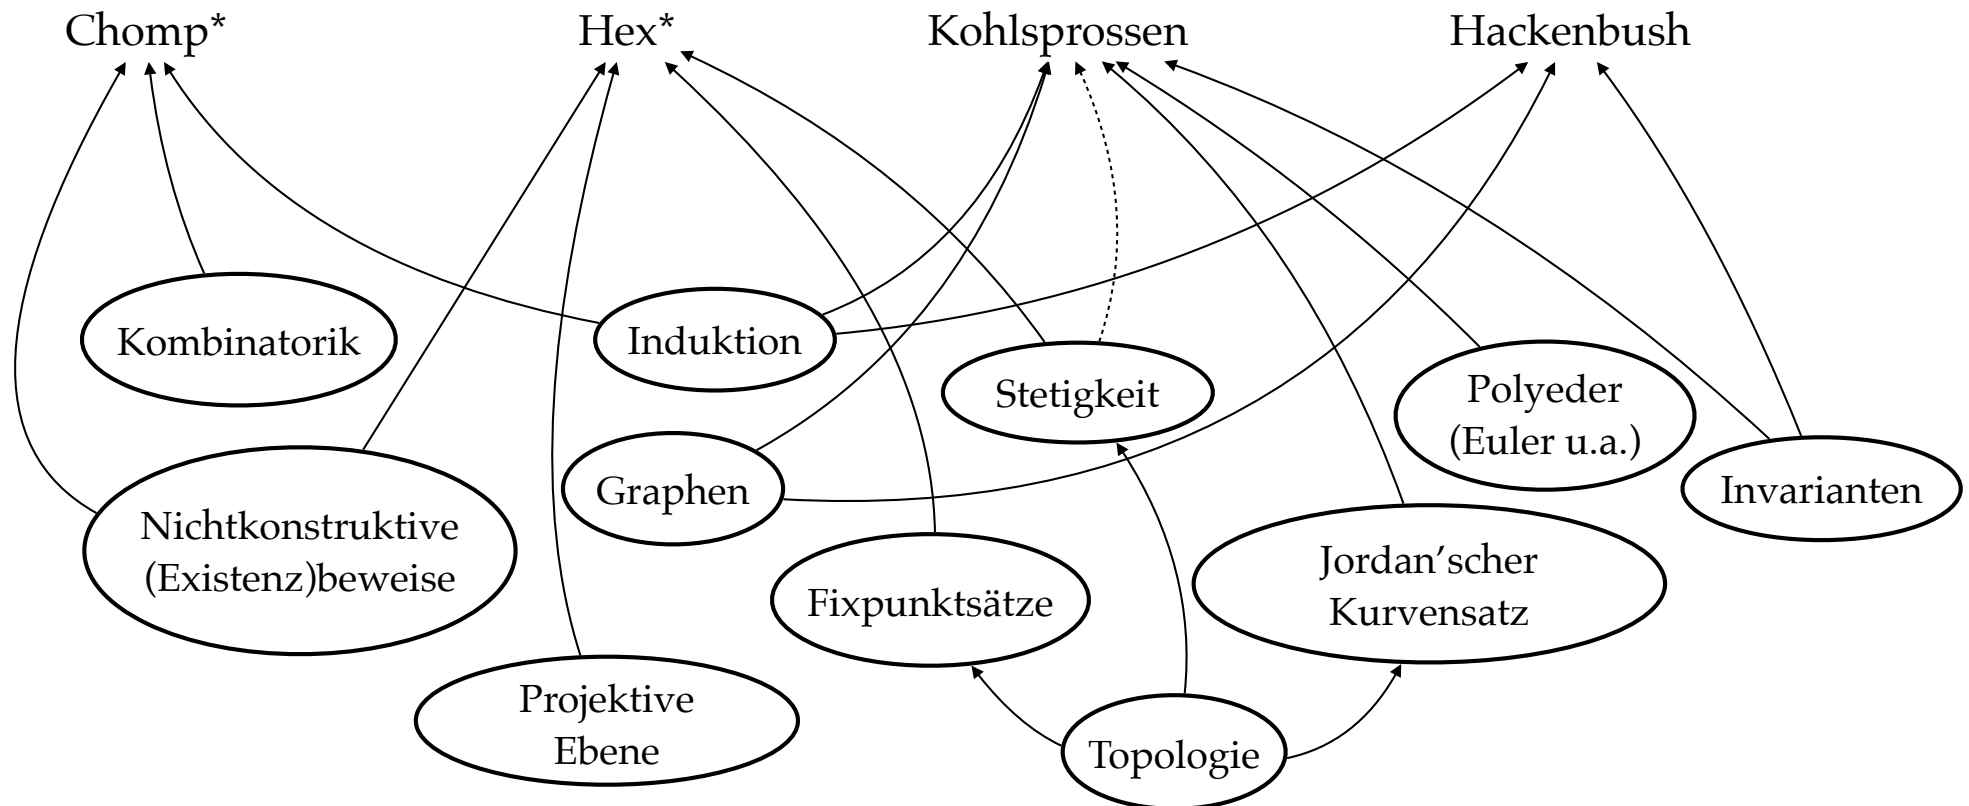 Chomp*
Hex*
Kohlsprossen
Hackenbush
Kombinatorik
Induktion
Stetigkeit
Polyeder
(Euler u.a.)
Graphen
Invarianten
Nichtkonstruktive
(Existenz)beweise
Fixpunktsätze
Jordan’scher
Kurvensatz
Projektive
Ebene
Topologie